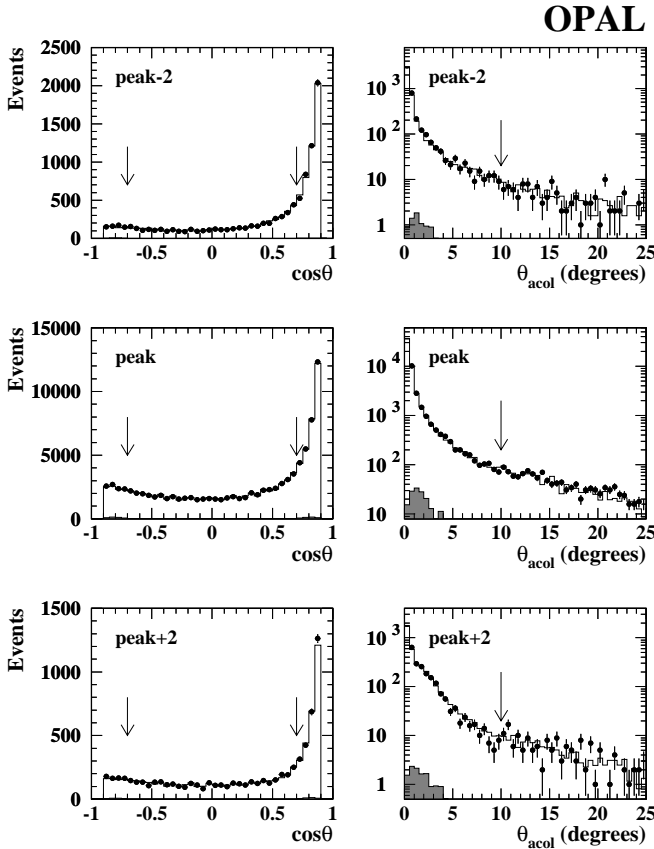 OPAL
Events
2500
2000
1500
1000
500
0
peak-2
-1 -0.5 0 0.5 1
cosθ
10³
10²
10
1
peak-2
0 5 10 15 20 25
θacol (degrees)
Events
15000
10000
5000
0
peak
-1 -0.5 0 0.5 1
cosθ
10⁴
10³
10²
10
peak
0 5 10 15 20 25
θacol (degrees)
Events
1500
1000
500
0
peak+2
-1 -0.5 0 0.5 1
cosθ
10³
10²
10
1
peak+2
0 5 10 15 20 25
θacol (degrees)